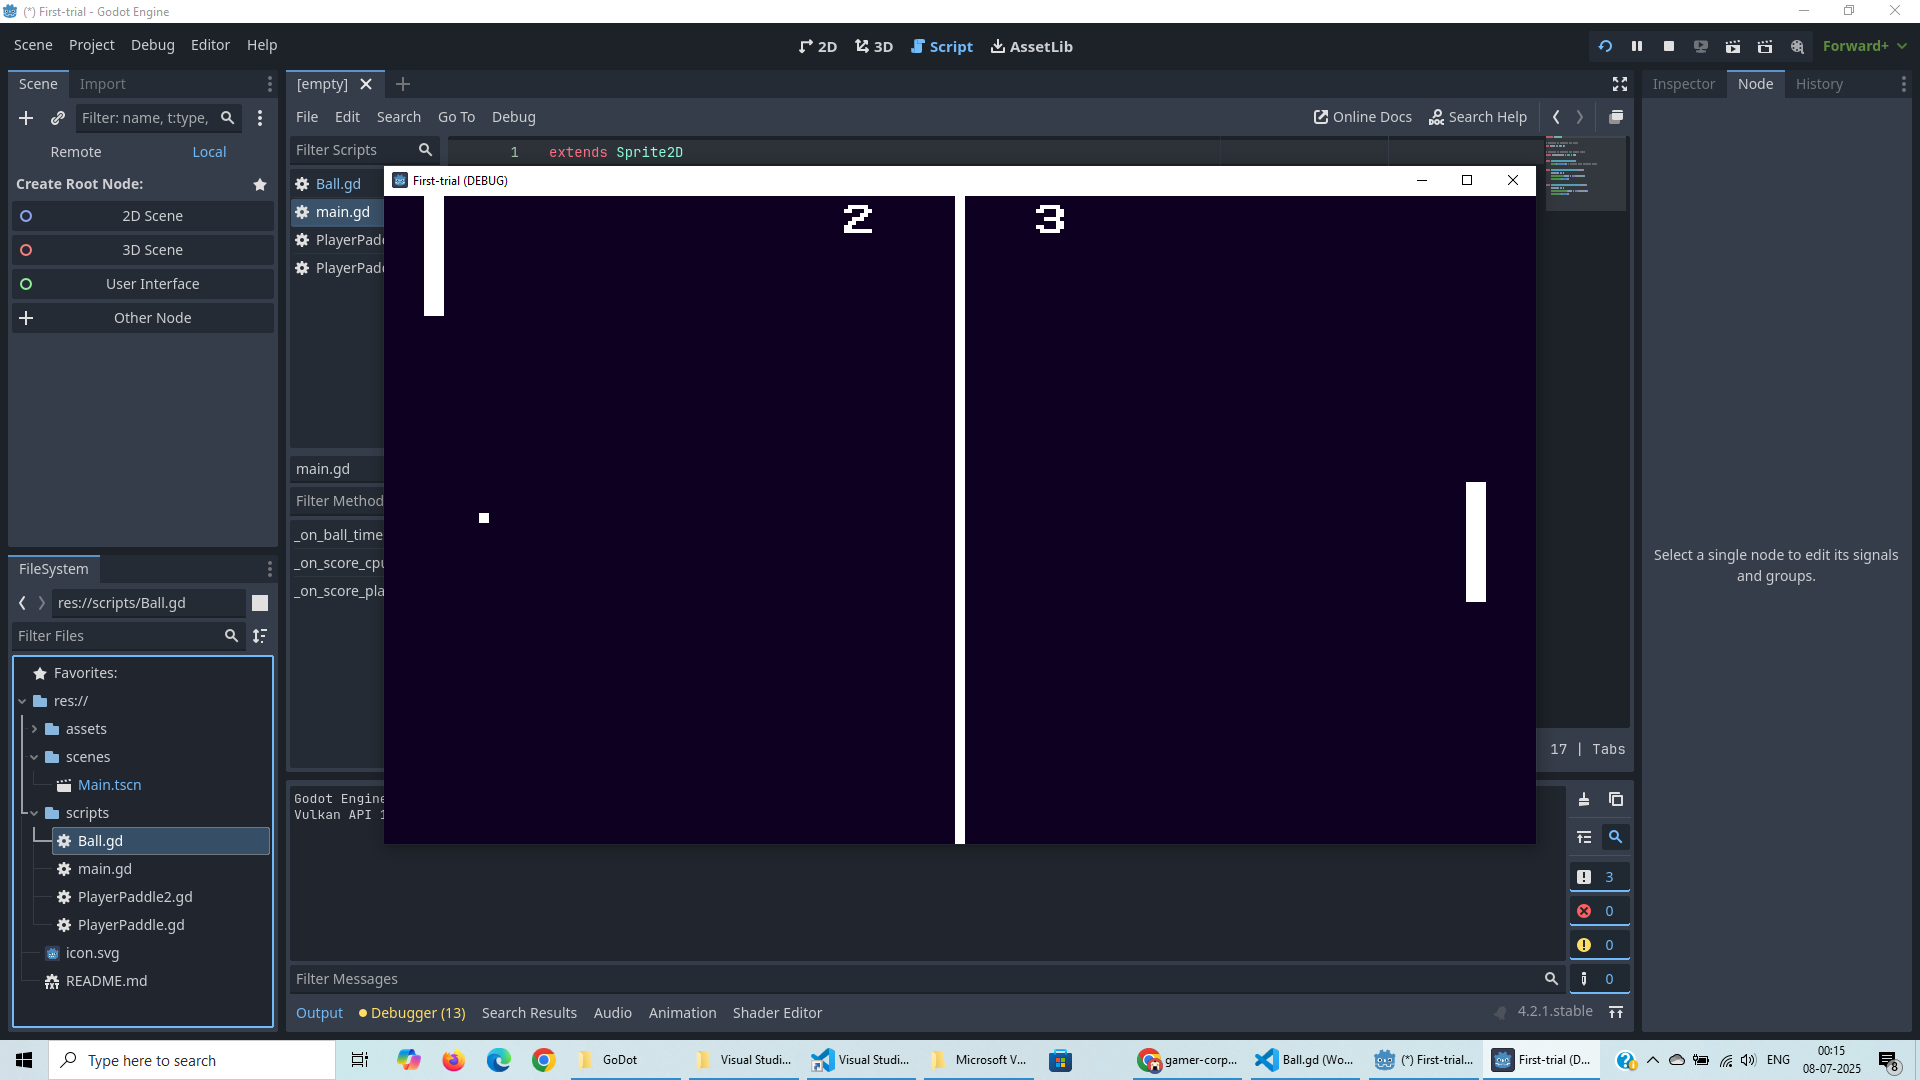 (*) First-trial - Godot Engine
Scene Project Debug Editor Help
2D 3D Script AssetLib
Forward+
Scene Import
Filter: name, t:type,
Remote Local
Create Root Node:
2D Scene
3D Scene
User Interface
Other Node
FileSystem
res://scripts/Ball.gd
Filter Files
Favorites:
res://
assets
scenes
Main.tscn
scripts
Ball.gd
main.gd
PlayerPaddle2.gd
PlayerPaddle.gd
icon.svg
README.md
[empty]
File Edit Search Go To Debug
Online Docs Search Help
Filter Scripts
1 extends Sprite2D
Ball.gd
main.gd
PlayerPadd
PlayerPadd
main.gd
Filter Method
_on_ball_time
_on_score_cpu
_on_score_pla
First-trial (DEBUG)
2 3
17 | Tabs
Godot Engine
Vulkan API 1
3
0
0
0
Filter Messages
Output Debugger (13) Search Results Audio Animation Shader Editor
4.2.1.stable
Inspector Node History
Select a single node to edit its signals
and groups.
Type here to search
GoDot
Visual Studi...
Visual Studi...
Microsoft V...
gamer-corp...
Ball.gd (Wo...
(*) First-trial...
First-trial (D...
ENG
00:15
08-07-2025
8